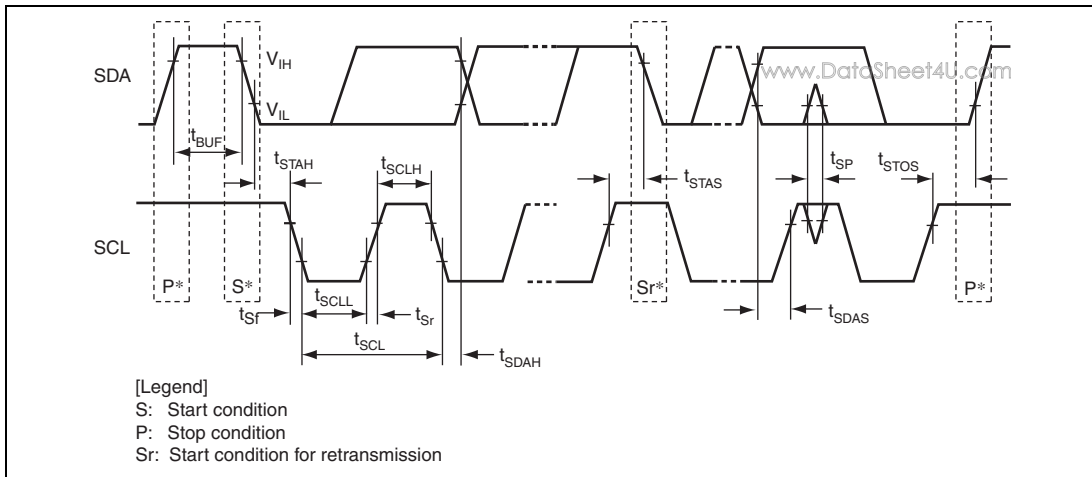 SDA
V_IH
V_IL
www.DataSheet4U.com
t_BUF
t_STAH
t_SCLH
t_STAS
t_SP
t_STOS
SCL
P*
S*
Sr*
P*
t_Sf
t_SCLL
t_Sr
t_SCL
t_SDAH
t_SDAS
[Legend]
S: Start condition
P: Stop condition
Sr: Start condition for retransmission